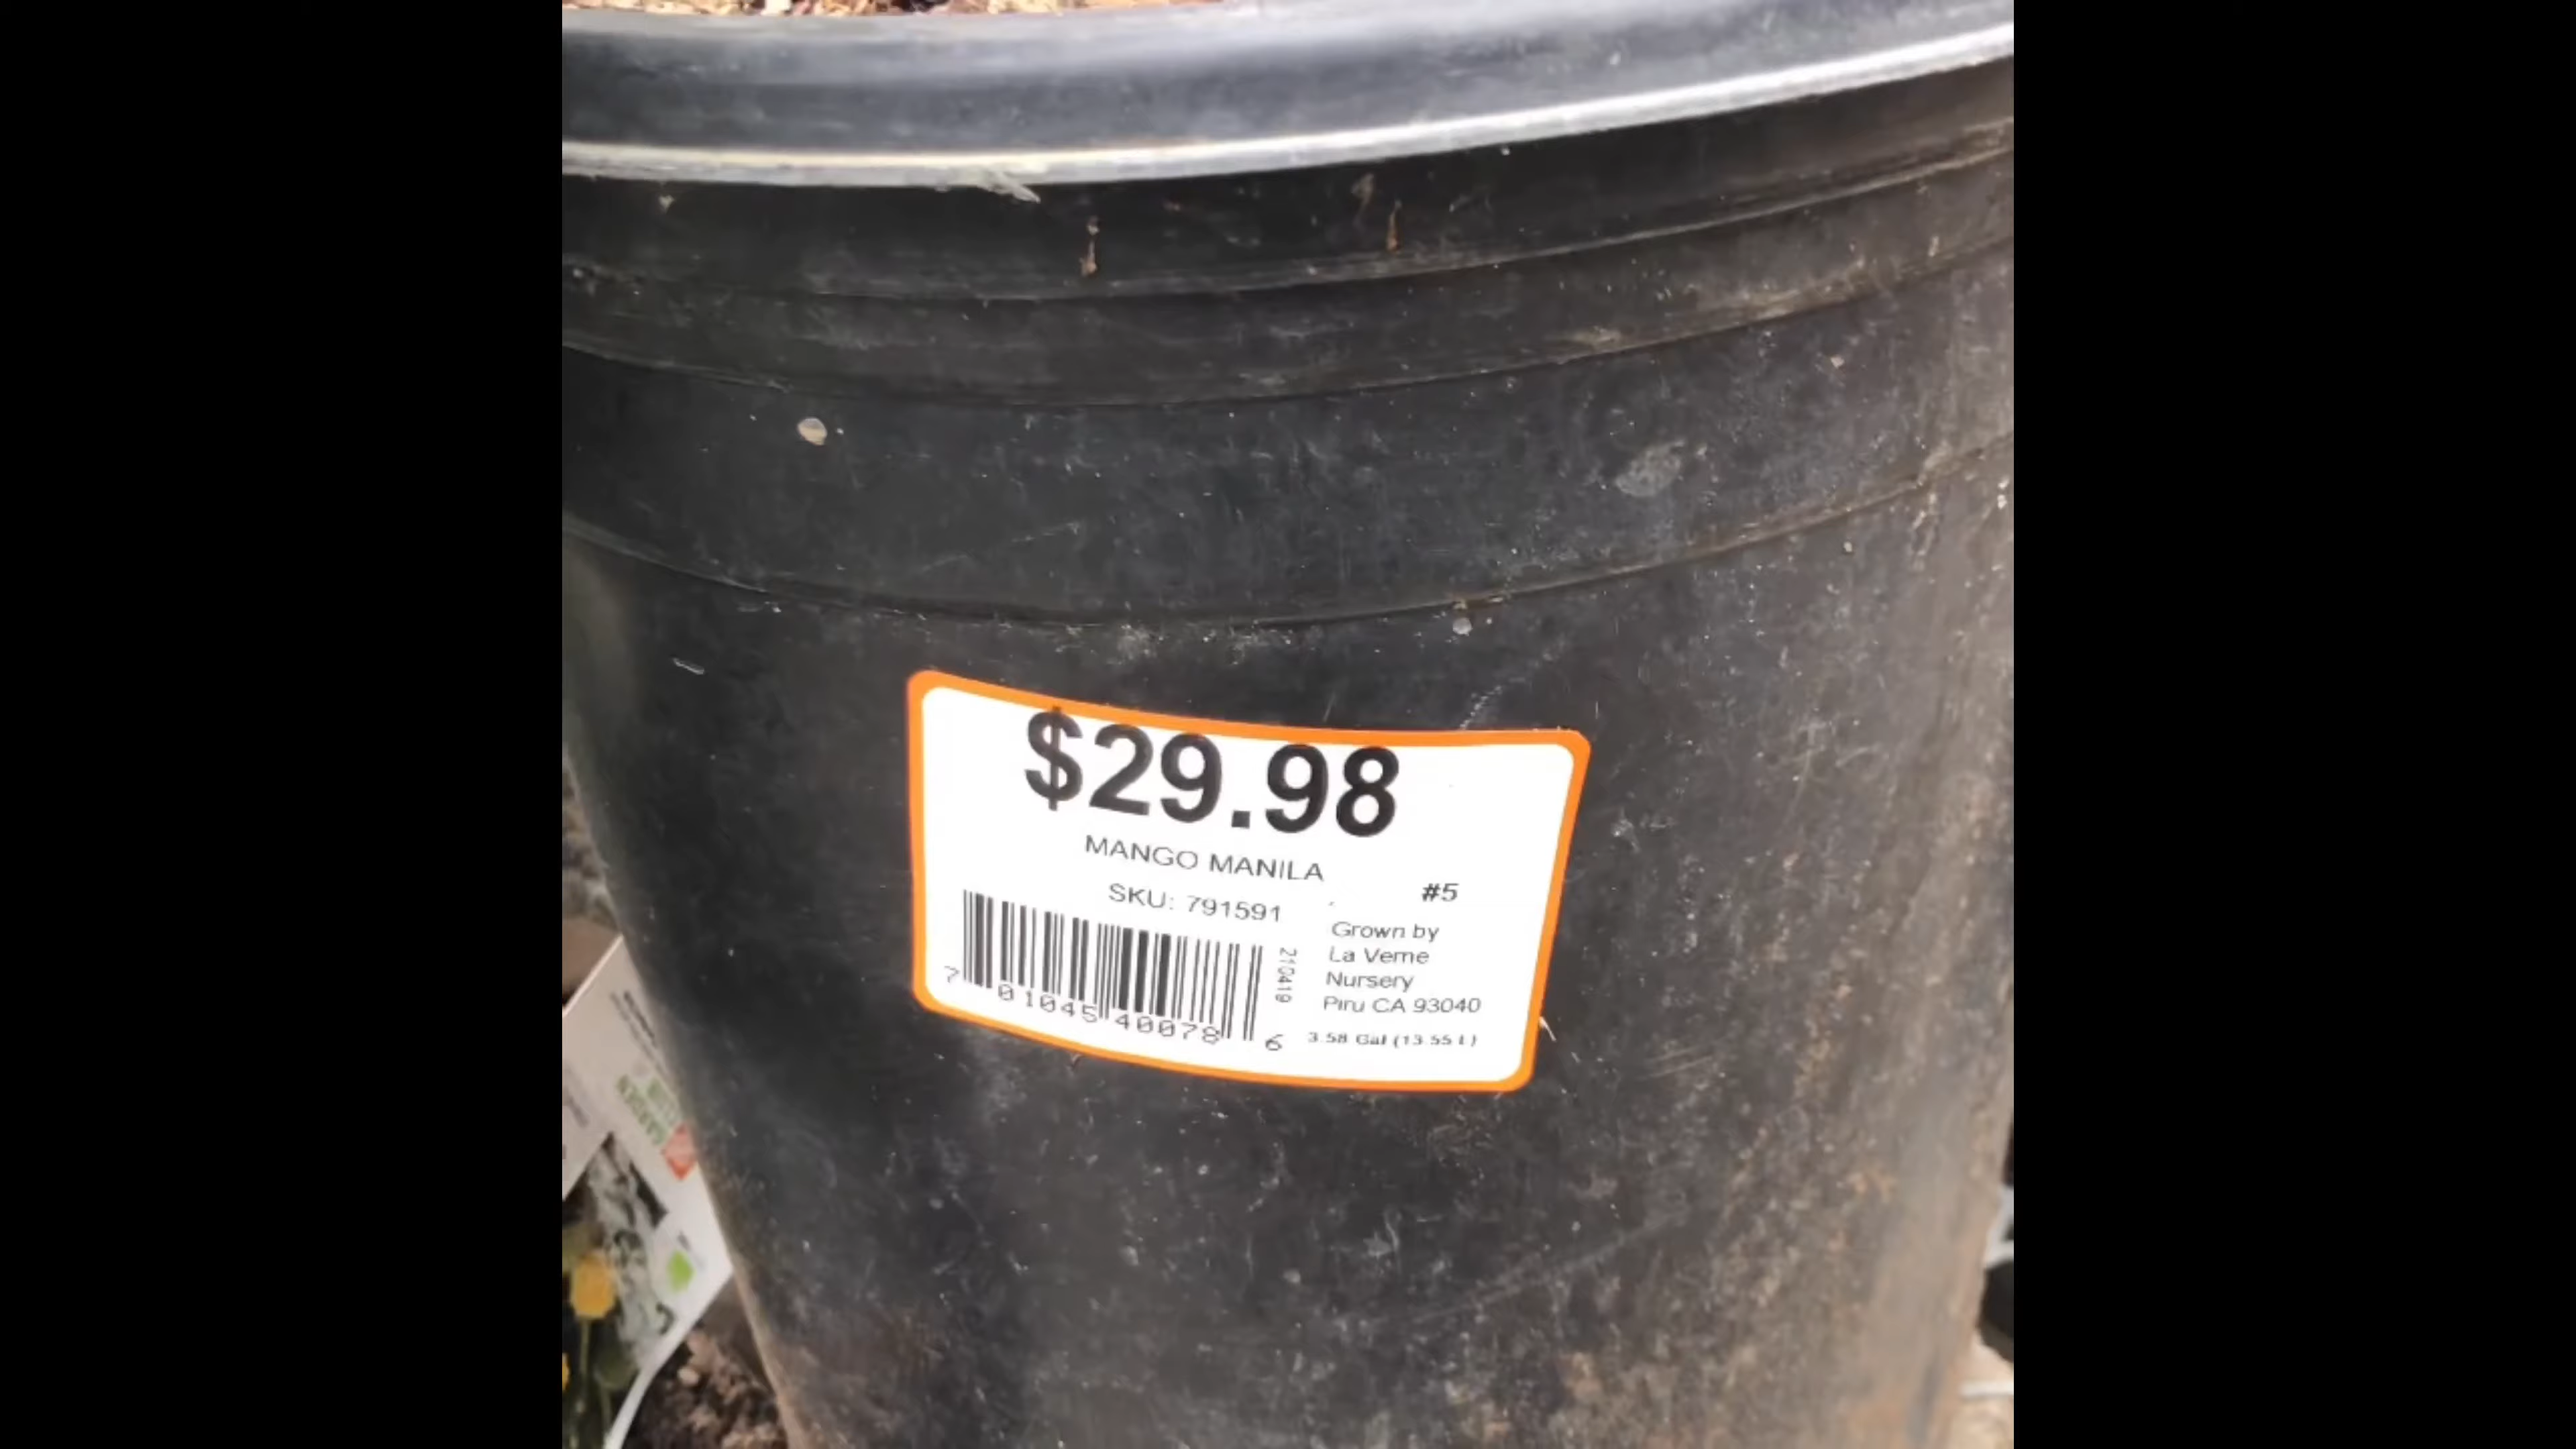 $29.98
MANGO MANILA
SKU: 791591
#5
Grown by
La Verne
Nursery
Piru CA 93040
3.58 Gal (13.55 L)
210419
7 01045 40078 6
GARDEN